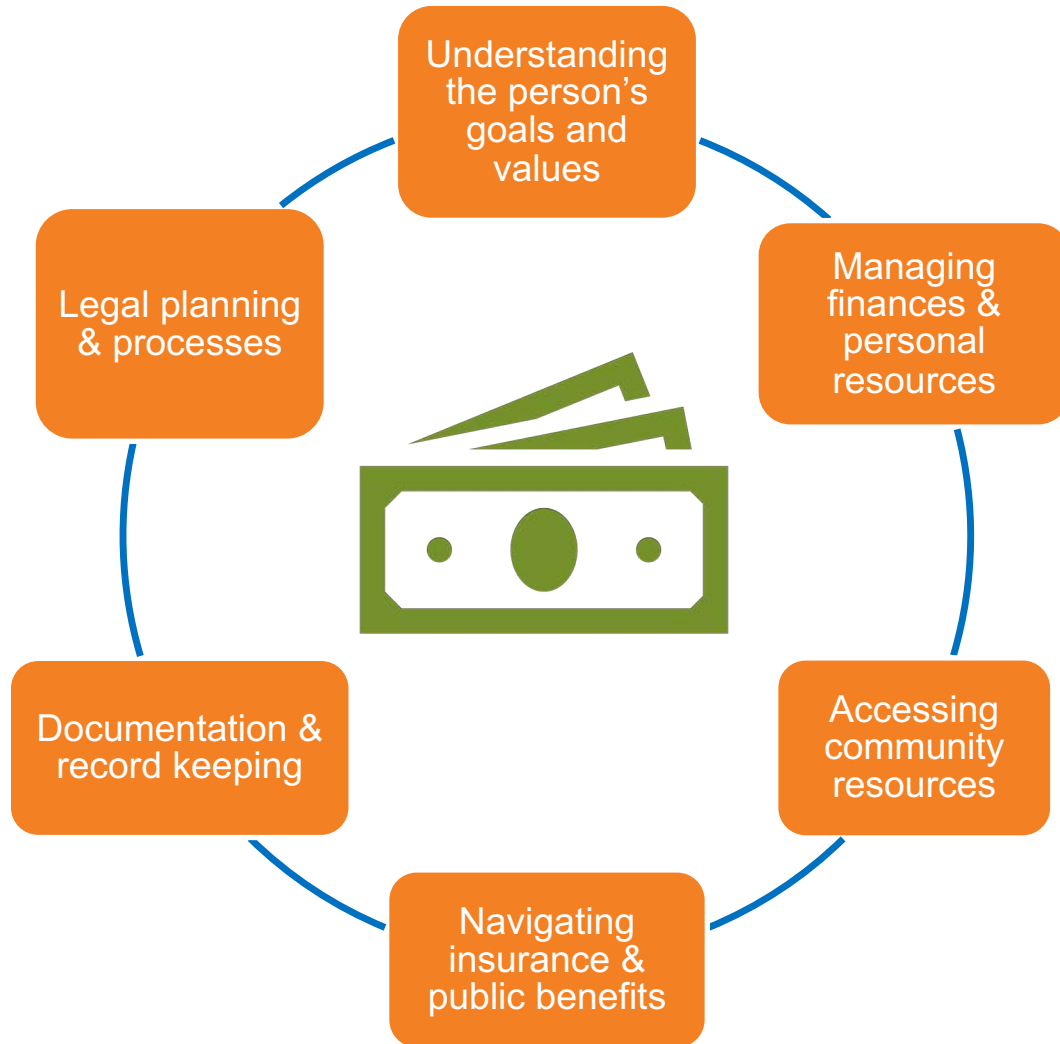 Understanding
the person’s
goals and
values
Managing
finances &
personal
resources
Accessing
community
resources
Navigating
insurance &
public benefits
Documentation &
record keeping
Legal planning
& processes